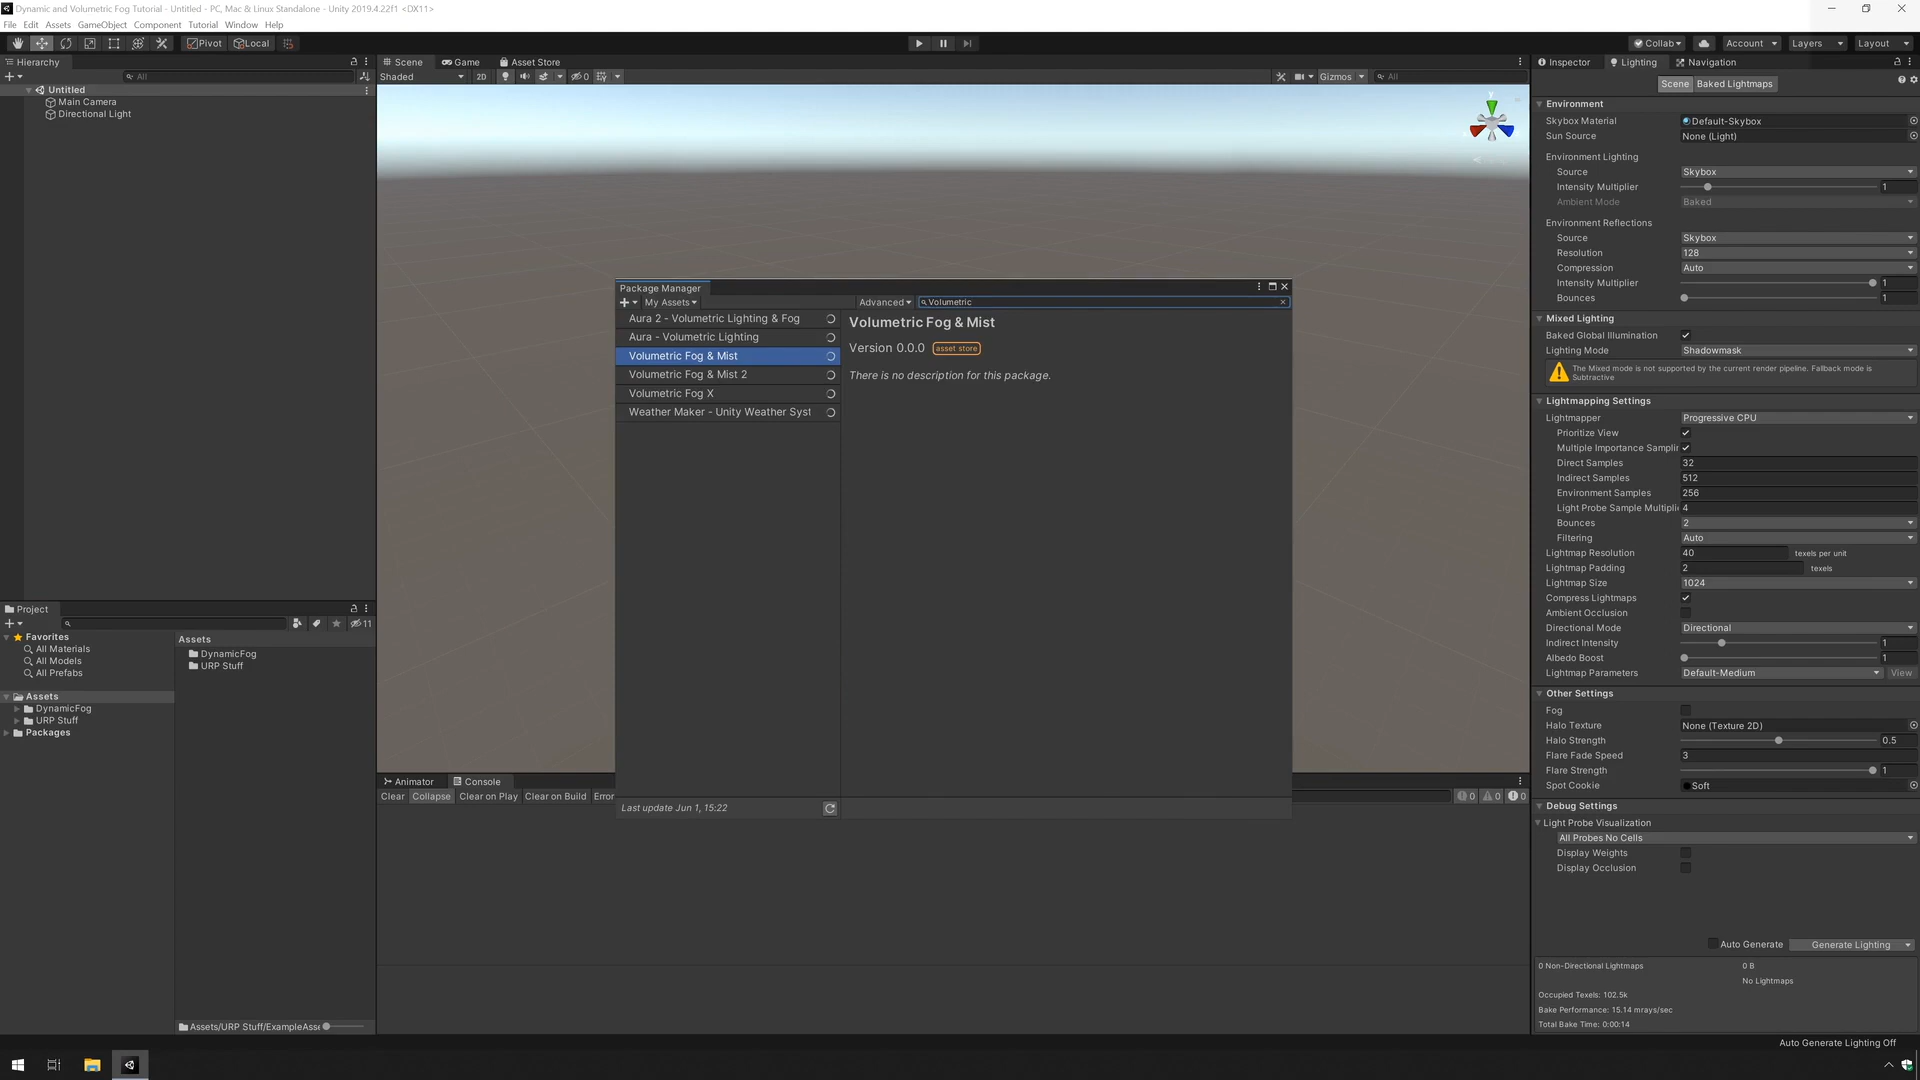 Dynamic and Volumetric Fog Tutorial - Untitled - PC, Mac & Linux Standalone - Unity 2019.4.22f1 <DX11>
File Edit Assets GameObject Component Tutorial Window Help
Pivot Local
Collab Account Layers Layout
Hierarchy
All
Untitled
Main Camera
Directional Light
Scene Game Asset Store
Shaded 2D 0 Gizmos All
y
Package Manager
My Assets Advanced Volumetric
Aura 2 - Volumetric Lighting & Fog
Aura - Volumetric Lighting
Volumetric Fog & Mist
Volumetric Fog & Mist 2
Volumetric Fog X
Weather Maker - Unity Weather Syst
Last update Jun 1, 15:22
Volumetric Fog & Mist
Version 0.0.0 asset store
There is no description for this package.
Project
11
Favorites
All Materials
All Models
All Prefabs
Assets
DynamicFog
URP Stuff
Packages
Assets
DynamicFog
URP Stuff
Assets/URP Stuff/ExampleAsse
Animator Console
Clear Collapse Clear on Play Clear on Build Error
0 0 0
Inspector Lighting Navigation
Scene Baked Lightmaps
Environment
Skybox Material Default-Skybox
Sun Source None (Light)
Environment Lighting
Source Skybox
Intensity Multiplier 1
Ambient Mode Baked
Environment Reflections
Source Skybox
Resolution 128
Compression Auto
Intensity Multiplier 1
Bounces 1
Mixed Lighting
Baked Global Illumination
Lighting Mode Shadowmask
The Mixed mode is not supported by the current render pipeline. Fallback mode is
Subtractive
Lightmapping Settings
Lightmapper Progressive CPU
Prioritize View
Multiple Importance Samplin
Direct Samples 32
Indirect Samples 512
Environment Samples 256
Light Probe Sample Multiplie 4
Bounces 2
Filtering Auto
Lightmap Resolution 40 texels per unit
Lightmap Padding 2 texels
Lightmap Size 1024
Compress Lightmaps
Ambient Occlusion
Directional Mode Directional
Indirect Intensity 1
Albedo Boost 1
Lightmap Parameters Default-Medium View
Other Settings
Fog
Halo Texture None (Texture 2D)
Halo Strength 0.5
Flare Fade Speed 3
Flare Strength 1
Spot Cookie Soft
Debug Settings
Light Probe Visualization
All Probes No Cells
Display Weights
Display Occlusion
Auto Generate Generate Lighting
0 Non-Directional Lightmaps 0 B
No Lightmaps
Occupied Texels: 102.5k
Bake Performance: 15.14 mrays/sec
Total Bake Time: 0:00:14
Auto Generate Lighting Off